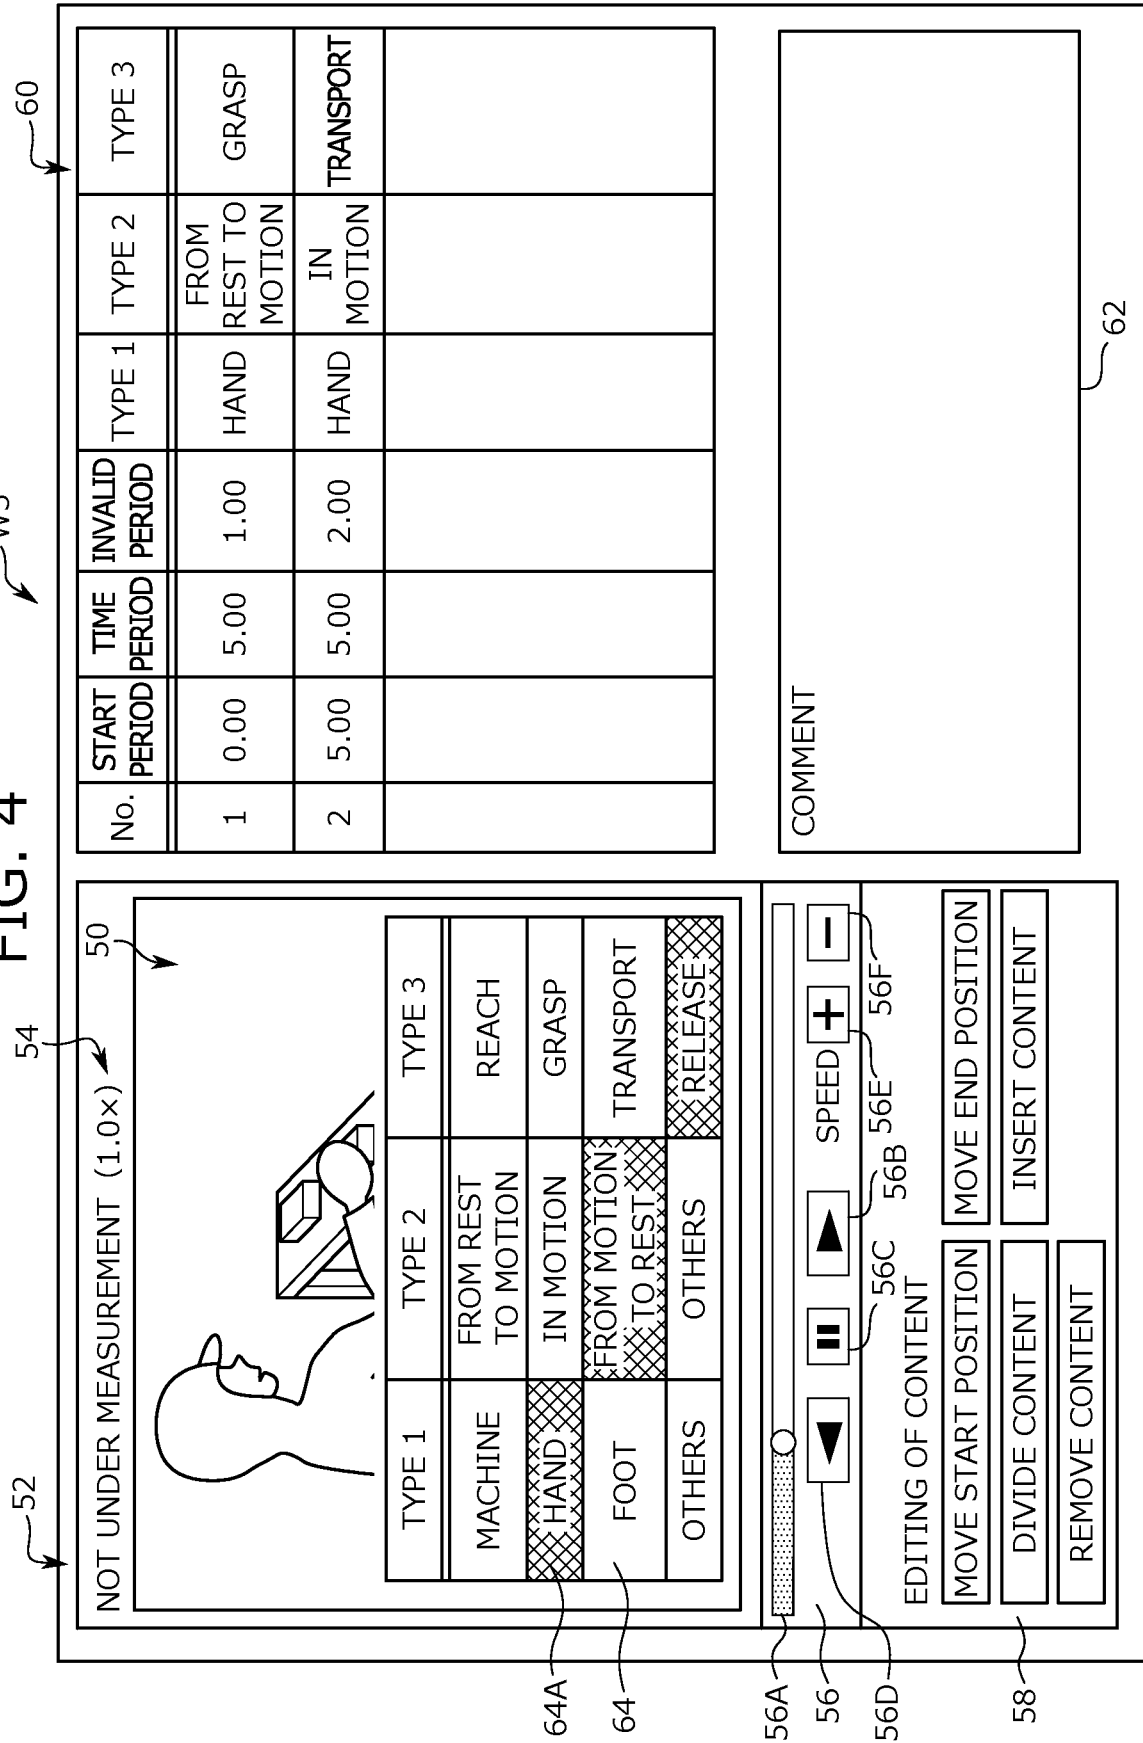 FIG. 4
W3
52
54
NOT UNDER MEASUREMENT (1.0×)
50
TYPE 1
TYPE 2
TYPE 3
MACHINE
FROM REST
TO MOTION
REACH
HAND
IN MOTION
GRASP
FOOT
FROM MOTION
TO REST
TRANSPORT
OTHERS
OTHERS
RELEASE
64A
64
56A
56
56D
56C
56B
SPEED
56E
56F
EDITING OF CONTENT
MOVE START POSITION
MOVE END POSITION
DIVIDE CONTENT
INSERT CONTENT
REMOVE CONTENT
58
60
No.
START
PERIOD
TIME
PERIOD
INVALID
PERIOD
TYPE 1
TYPE 2
TYPE 3
1
0.00
5.00
1.00
HAND
FROM
REST TO
MOTION
GRASP
2
5.00
5.00
2.00
HAND
IN
MOTION
TRANSPORT
COMMENT
62